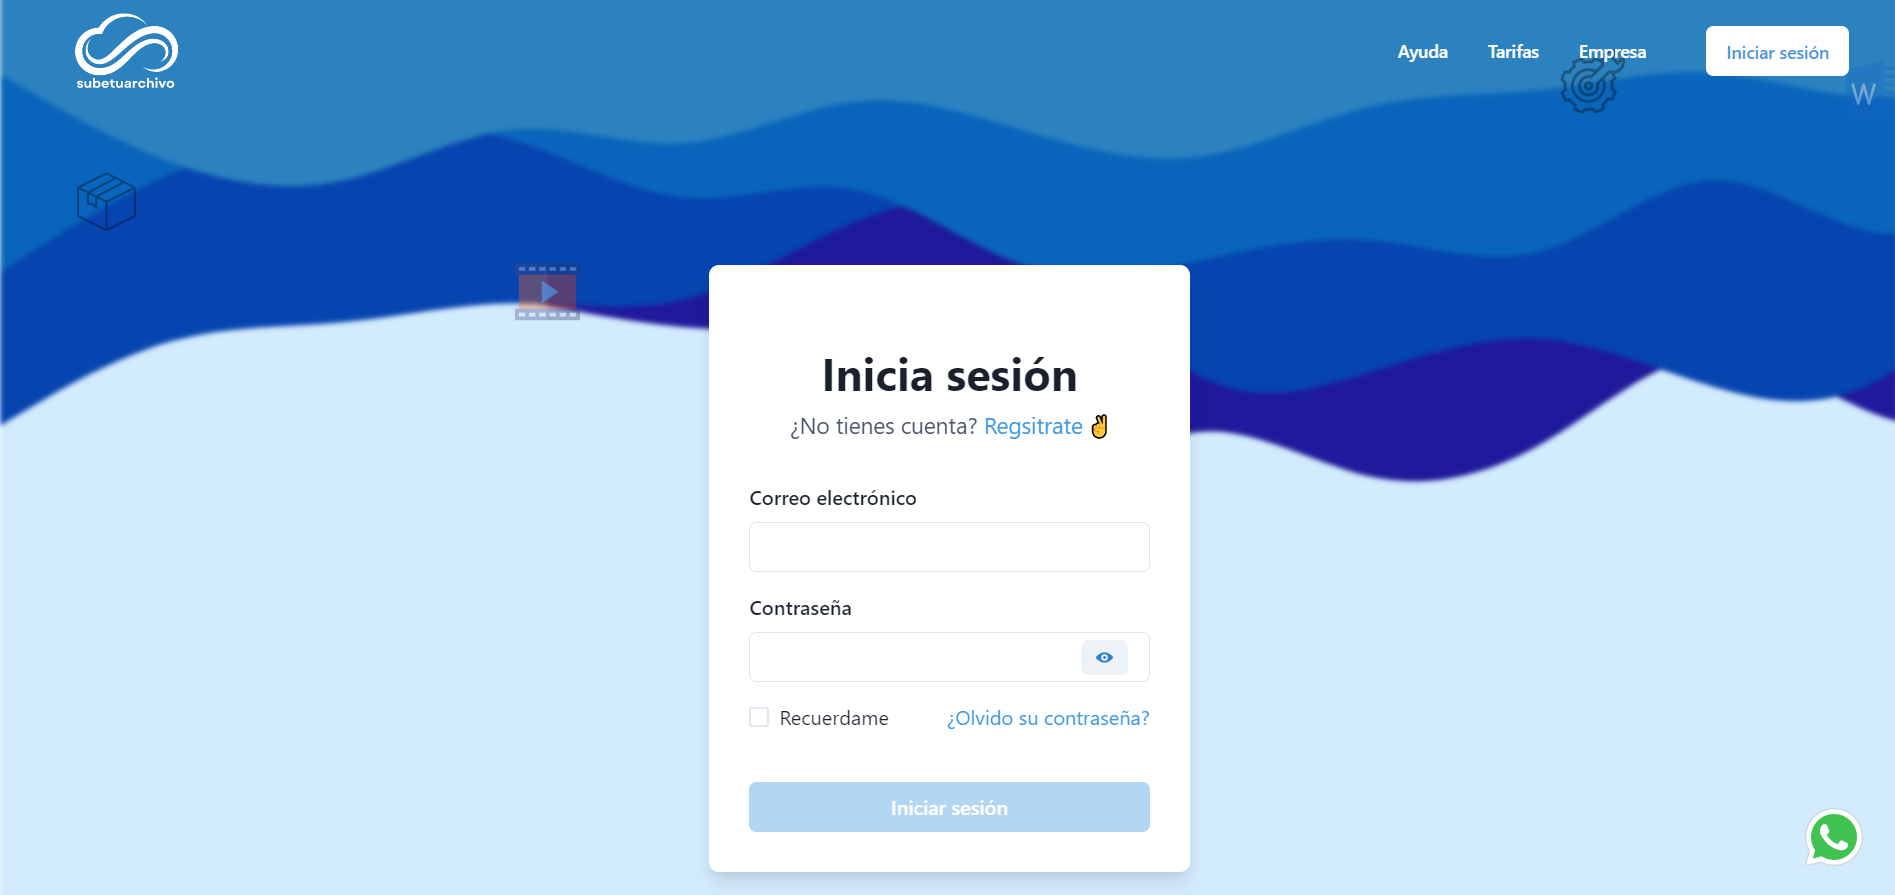 subetuarchivo
Ayuda Tarifas Empresa Iniciar sesión
W
Inicia sesión
¿No tienes cuenta? Regsitrate ✌
Correo electrónico
Contraseña
Recuerdame ¿Olvido su contraseña?
Iniciar sesión